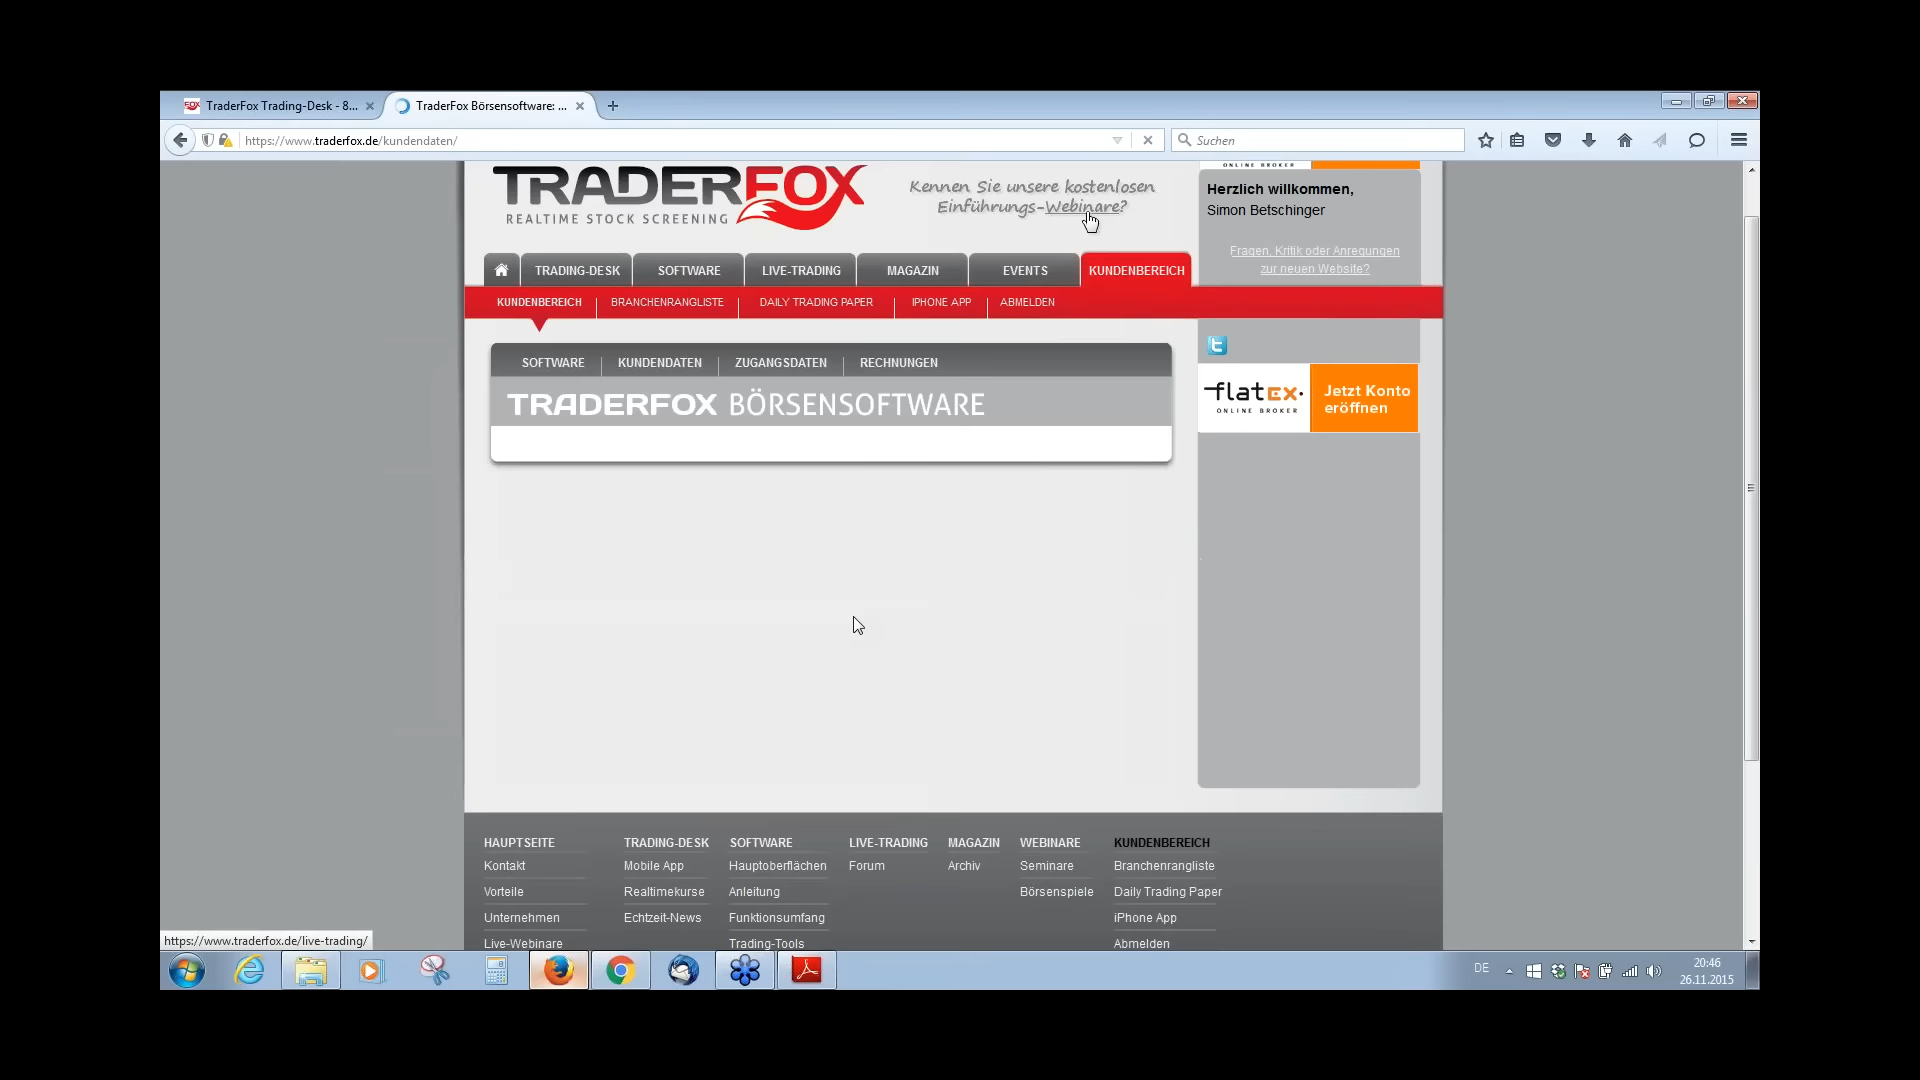 TraderFox Trading-Desk - 8...
TraderFox Börsensoftware: ...
https://www.traderfox.de/kundendaten/
Suchen
TRADERFOX
REALTIME STOCK SCREENING
Kennen Sie unsere kostenlosen
Einführungs-Webinare?
ONLINE BROKER
Herzlich willkommen,
Simon Betschinger
Fragen, Kritik oder Anregungen
zur neuen Website?
TRADING-DESK
SOFTWARE
LIVE-TRADING
MAGAZIN
EVENTS
KUNDENBEREICH
KUNDENBEREICH
BRANCHENRANGLISTE
DAILY TRADING PAPER
IPHONE APP
ABMELDEN
SOFTWARE
KUNDENDATEN
ZUGANGSDATEN
RECHNUNGEN
TRADERFOX BÖRSENSOFTWARE
flatex
ONLINE BROKER
Jetzt Konto
eröffnen
HAUPTSEITE
Kontakt
Vorteile
Unternehmen
Live-Webinare
TRADING-DESK
Mobile App
Realtimekurse
Echtzeit-News
SOFTWARE
Hauptoberflächen
Anleitung
Funktionsumfang
Trading-Tools
LIVE-TRADING
Forum
MAGAZIN
Archiv
WEBINARE
Seminare
Börsenspiele
KUNDENBEREICH
Branchenrangliste
Daily Trading Paper
iPhone App
Abmelden
https://www.traderfox.de/live-trading/
DE
20:46
26.11.2015